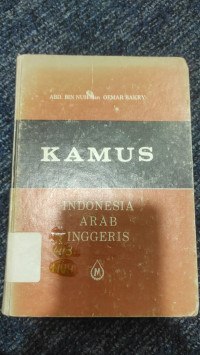 ABD. BIN NUH dan OEMAR BAKRY
KAMUS
INDONESIA
ARAB
INGGERIS
M